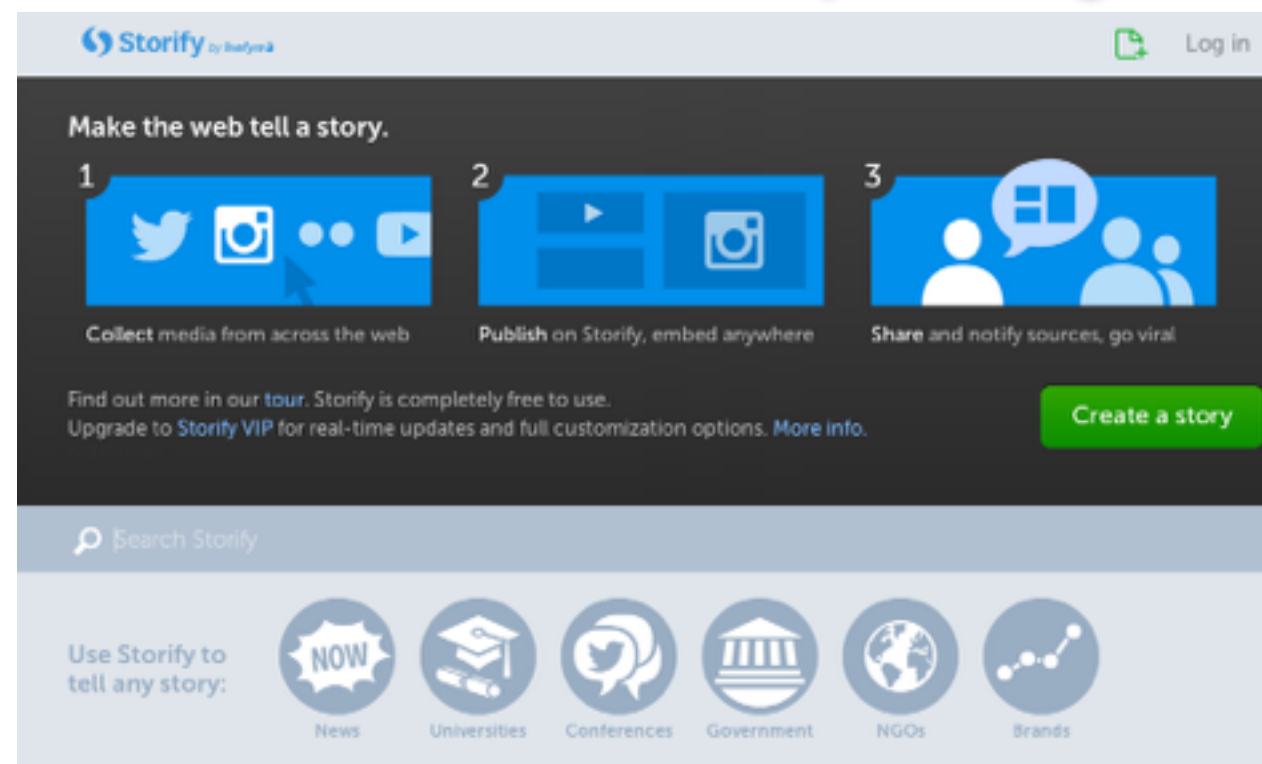 Storify by livefyre
Log in
Make the web tell a story.
1
2
3
Collect media from across the web
Publish on Storify, embed anywhere
Share and notify sources, go viral
Find out more in our tour. Storify is completely free to use.
Upgrade to Storify VIP for real-time updates and full customization options. More info.
Create a story
Search Storify
Use Storify to
tell any story:
NOW
News
Universities
Conferences
Government
NGOs
Brands